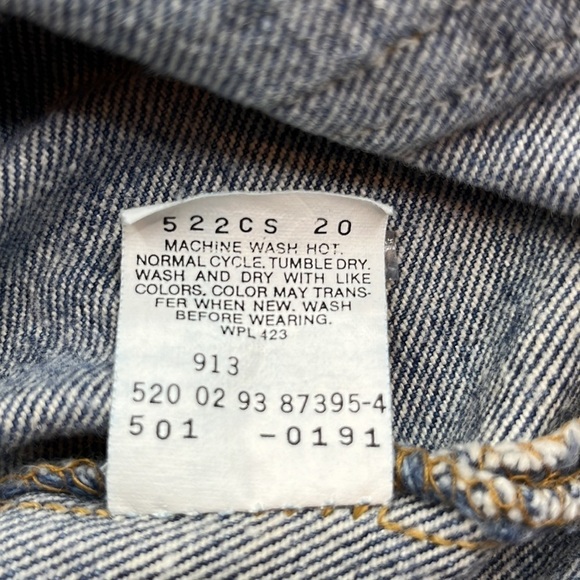 522CS 20
MACHINE WASH HOT.
NORMAL CYCLE. TUMBLE DRY.
WASH AND DRY WITH LIKE
COLORS. COLOR MAY TRANS-
FER WHEN NEW. WASH
BEFORE WEARING.
WPL 423
913
520 02 93 87395-4
501 -0191